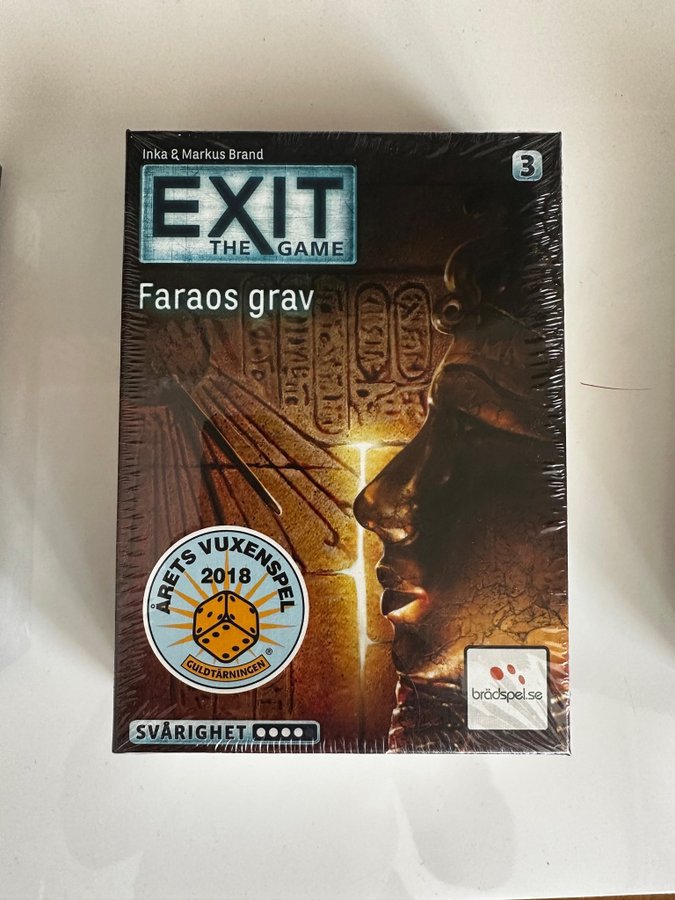 Inka & Markus Brand
3
EXIT
THE GAME
Faraos grav
ÅRETS VUXENSPEL
2018
GULDTÄRNINGEN ®
brädspel.se
SVÅRIGHET